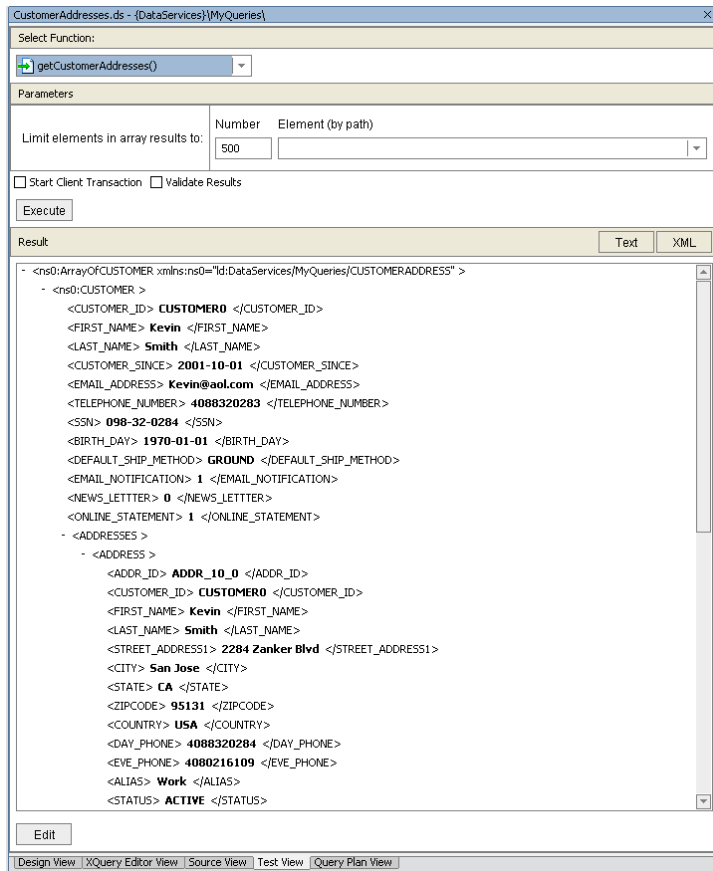 CustomerAddresses.ds - {DataServices}\MyQueries\
Select Function:
getCustomerAddresses()
Parameters
Number Element (by path)
Limit elements in array results to:
500
Start Client Transaction Validate Results
Execute
Result Text XML
- <ns0:ArrayOfCUSTOMER xmlns:ns0="ld:DataServices/MyQueries/CUSTOMERADDRESS" >
- <ns0:CUSTOMER >
<CUSTOMER_ID> CUSTOMER0 </CUSTOMER_ID>
<FIRST_NAME> Kevin </FIRST_NAME>
<LAST_NAME> Smith </LAST_NAME>
<CUSTOMER_SINCE> 2001-10-01 </CUSTOMER_SINCE>
<EMAIL_ADDRESS> Kevin@aol.com </EMAIL_ADDRESS>
<TELEPHONE_NUMBER> 4088320283 </TELEPHONE_NUMBER>
<SSN> 098-32-0284 </SSN>
<BIRTH_DAY> 1970-01-01 </BIRTH_DAY>
<DEFAULT_SHIP_METHOD> GROUND </DEFAULT_SHIP_METHOD>
<EMAIL_NOTIFICATION> 1 </EMAIL_NOTIFICATION>
<NEWS_LETTTER> 0 </NEWS_LETTTER>
<ONLINE_STATEMENT> 1 </ONLINE_STATEMENT>
- <ADDRESSES >
- <ADDRESS >
<ADDR_ID> ADDR_10_0 </ADDR_ID>
<CUSTOMER_ID> CUSTOMER0 </CUSTOMER_ID>
<FIRST_NAME> Kevin </FIRST_NAME>
<LAST_NAME> Smith </LAST_NAME>
<STREET_ADDRESS1> 2284 Zanker Blvd </STREET_ADDRESS1>
<CITY> San Jose </CITY>
<STATE> CA </STATE>
<ZIPCODE> 95131 </ZIPCODE>
<COUNTRY> USA </COUNTRY>
<DAY_PHONE> 4088320284 </DAY_PHONE>
<EVE_PHONE> 4080216109 </EVE_PHONE>
<ALIAS> Work </ALIAS>
<STATUS> ACTIVE </STATUS>
Edit
Design View XQuery Editor View Source View Test View Query Plan View